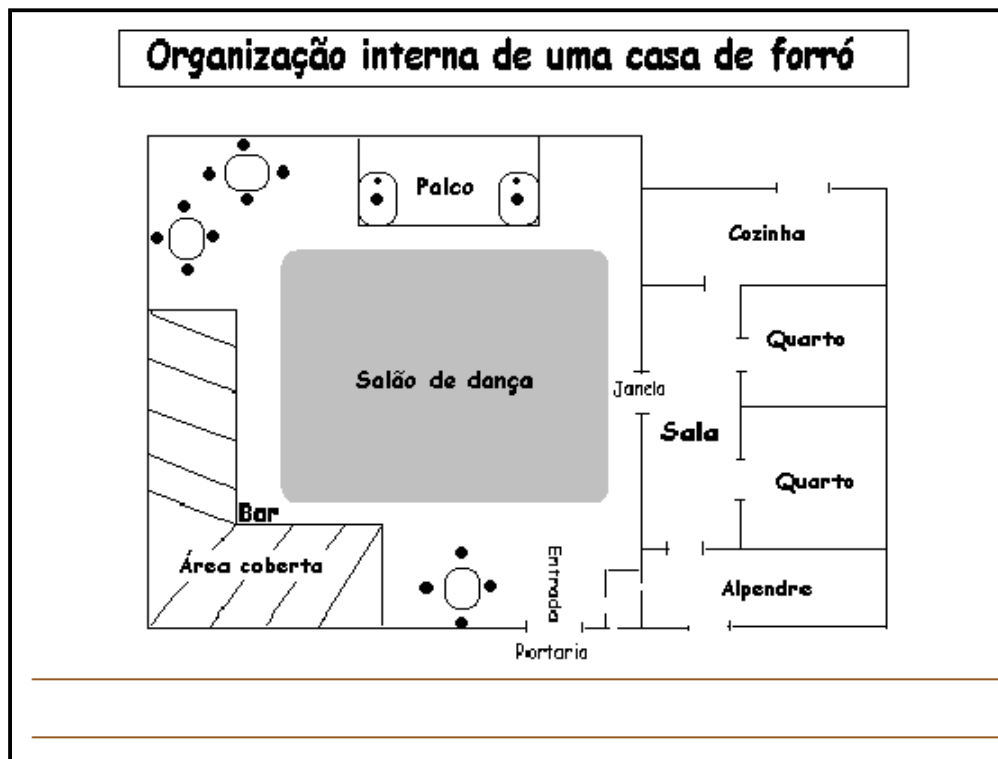 Organização interna de uma casa de forró
Palco
Cozinha
Quarto
Salão de dança
Janela
Sala
Quarto
Bar
Área coberta
Entrada
Alpendre
Portaria